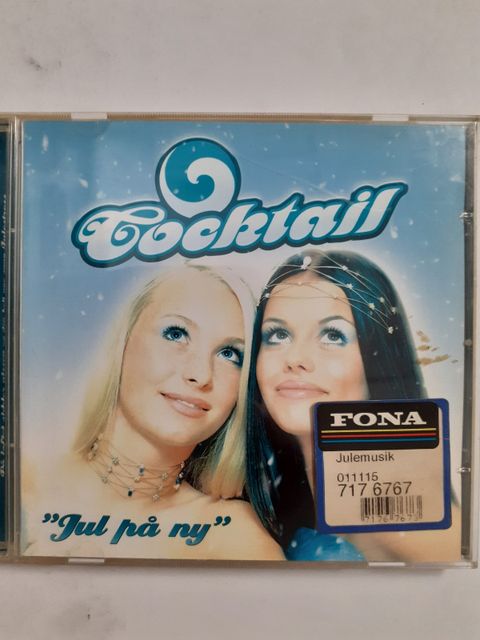 Cocktail
"Jul på ny"
FONA
Julemusik
011115
717 6767